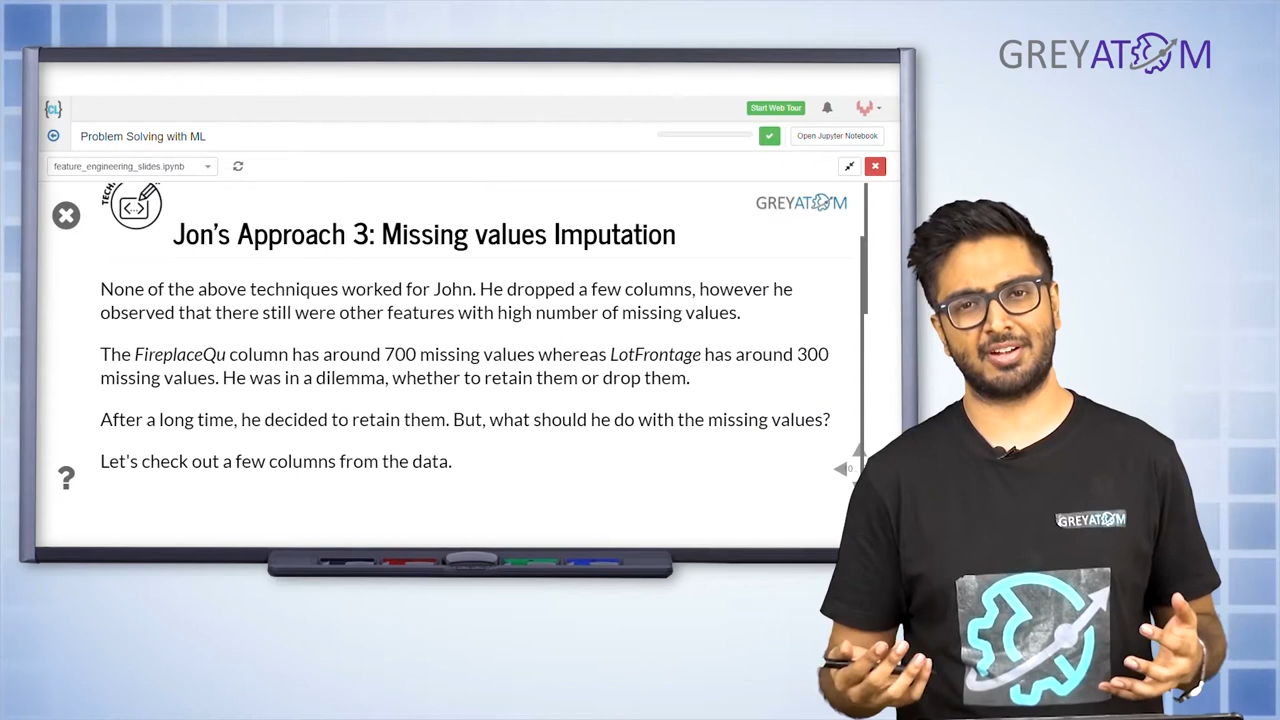 GREYATOM
{CL}
Start Web Tour
Problem Solving with ML
Open Jupyter Notebook
feature_engineering_slides.ipynb
TECH
GREYATOM
Jon's Approach 3: Missing values Imputation
None of the above techniques worked for John. He dropped a few columns, however he
observed that there still were other features with high number of missing values.
The FireplaceQu column has around 700 missing values whereas LotFrontage has around 300
missing values. He was in a dilemma, whether to retain them or drop them.
After a long time, he decided to retain them. But, what should he do with the missing values?
Let's check out a few columns from the data.
?
GREYATOM